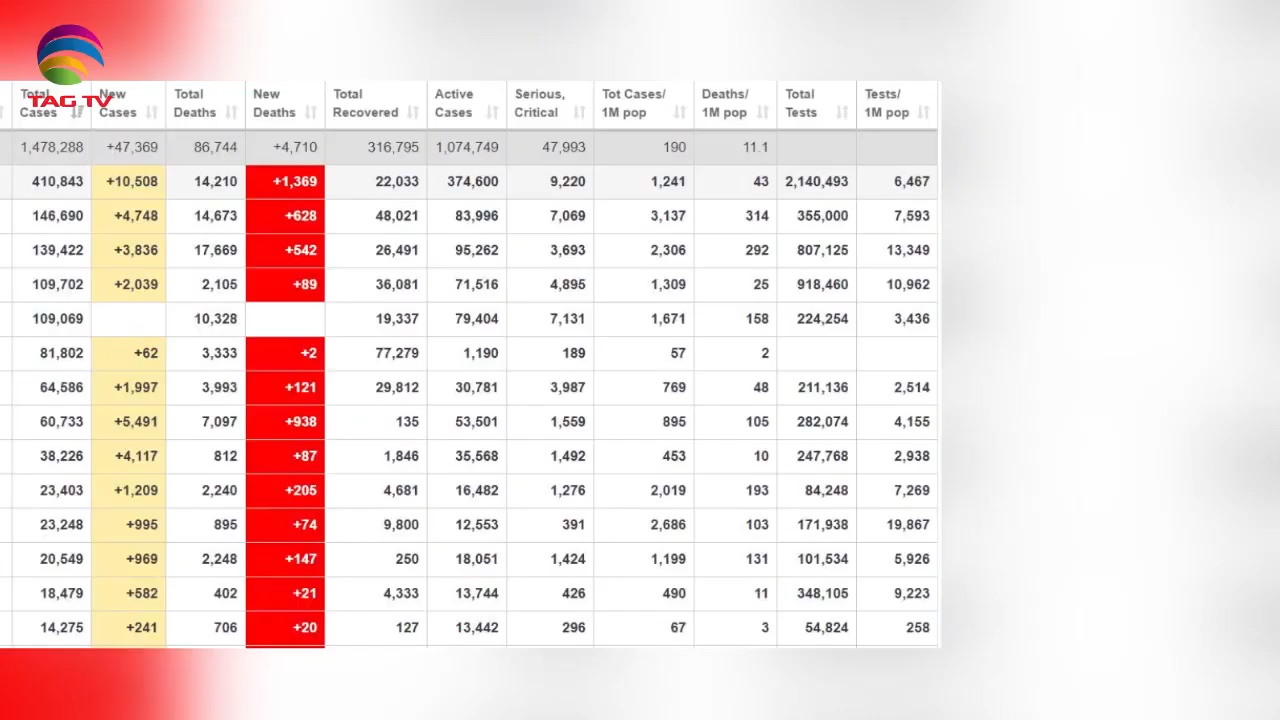 TAG TV
Total Cases New Cases Total Deaths New Deaths Total Recovered Active Cases Serious, Critical Tot Cases/ 1M pop Deaths/ 1M pop Total Tests Tests/ 1M pop
1,478,288 +47,369 86,744 +4,710 316,795 1,074,749 47,993 190 11.1
410,843 +10,508 14,210 +1,369 22,033 374,600 9,220 1,241 43 2,140,493 6,467
146,690 +4,748 14,673 +628 48,021 83,996 7,069 3,137 314 355,000 7,593
139,422 +3,836 17,669 +542 26,491 95,262 3,693 2,306 292 807,125 13,349
109,702 +2,039 2,105 +89 36,081 71,516 4,895 1,309 25 918,460 10,962
109,069 10,328 19,337 79,404 7,131 1,671 158 224,254 3,436
81,802 +62 3,333 +2 77,279 1,190 189 57 2
64,586 +1,997 3,993 +121 29,812 30,781 3,987 769 48 211,136 2,514
60,733 +5,491 7,097 +938 135 53,501 1,559 895 105 282,074 4,155
38,226 +4,117 812 +87 1,846 35,568 1,492 453 10 247,768 2,938
23,403 +1,209 2,240 +205 4,681 16,482 1,276 2,019 193 84,248 7,269
23,248 +995 895 +74 9,800 12,553 391 2,686 103 171,938 19,867
20,549 +969 2,248 +147 250 18,051 1,424 1,199 131 101,534 5,926
18,479 +582 402 +21 4,333 13,744 426 490 11 348,105 9,223
14,275 +241 706 +20 127 13,442 296 67 3 54,824 258